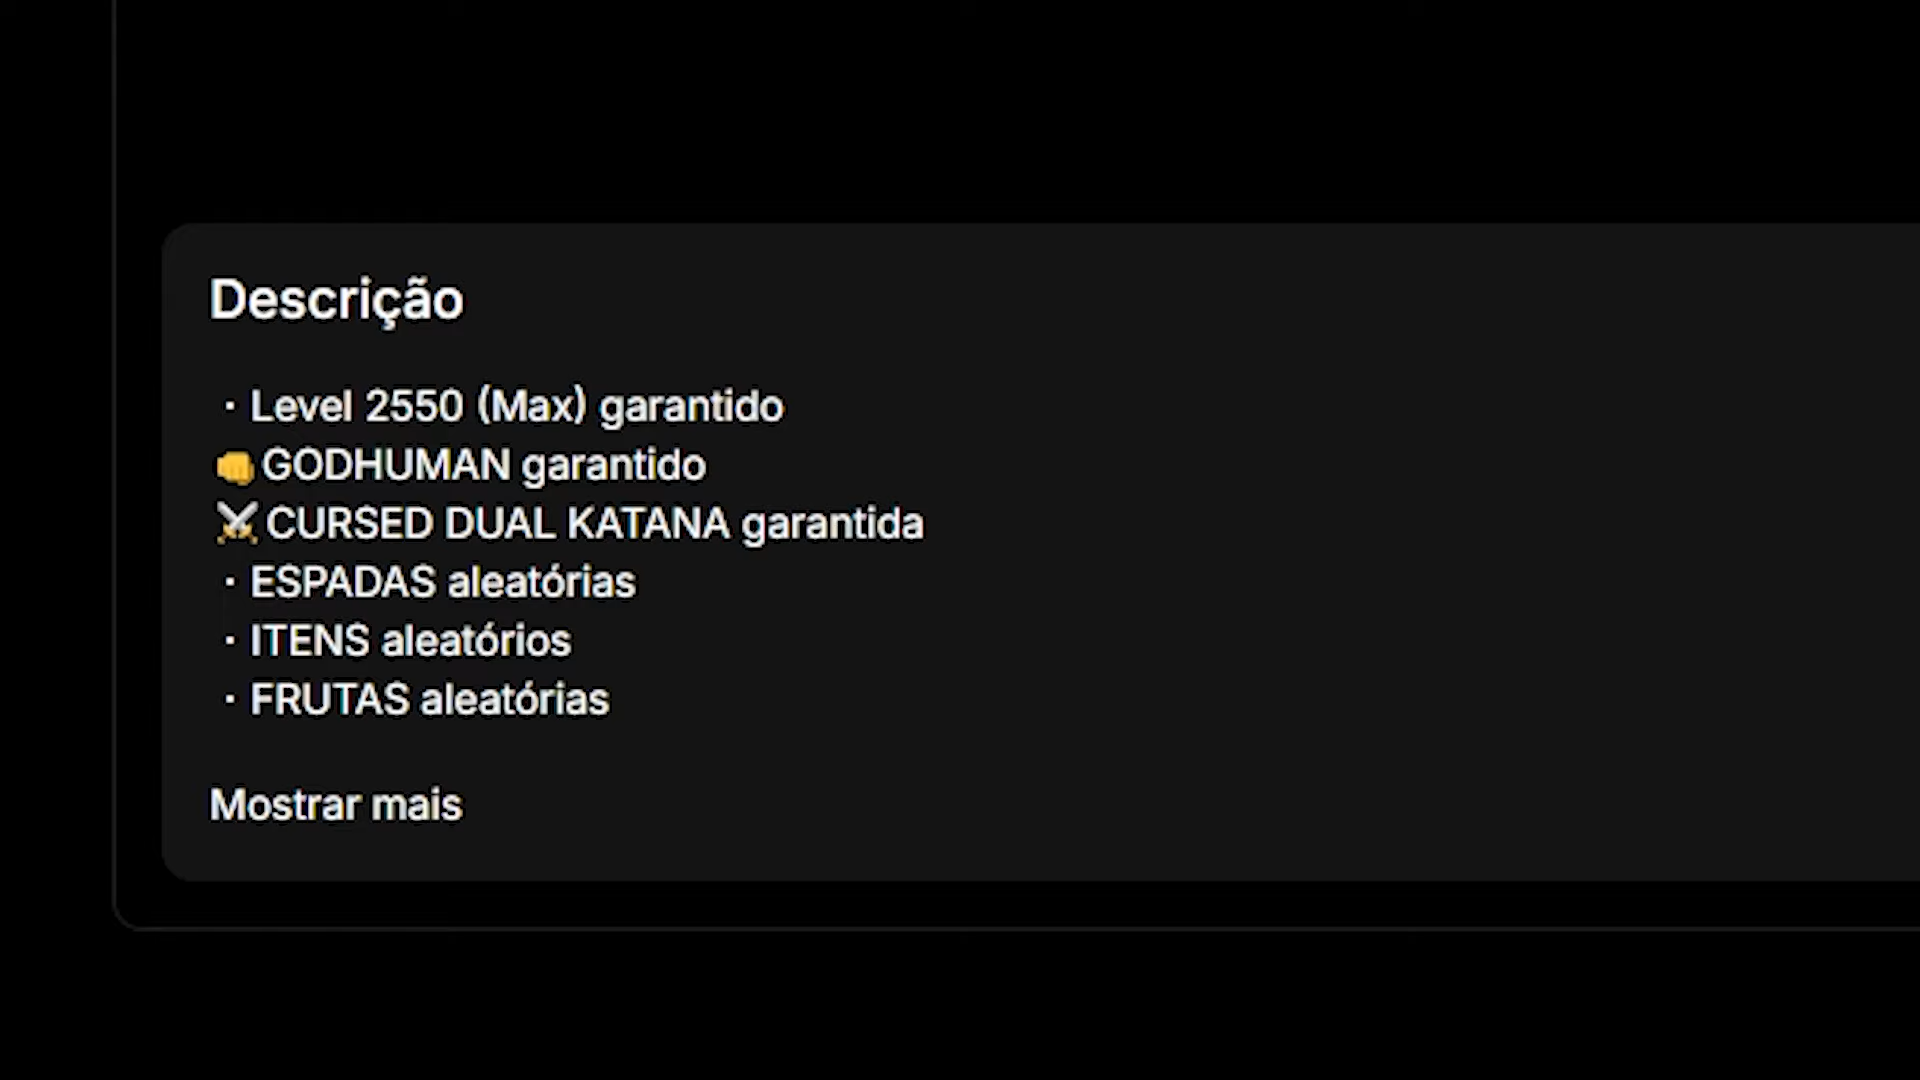 Descrição
· Level 2550 (Max) garantido
👊GODHUMAN garantido
⚔️CURSED DUAL KATANA garantida
· ESPADAS aleatórias
· ITENS aleatórios
· FRUTAS aleatórias
Mostrar mais